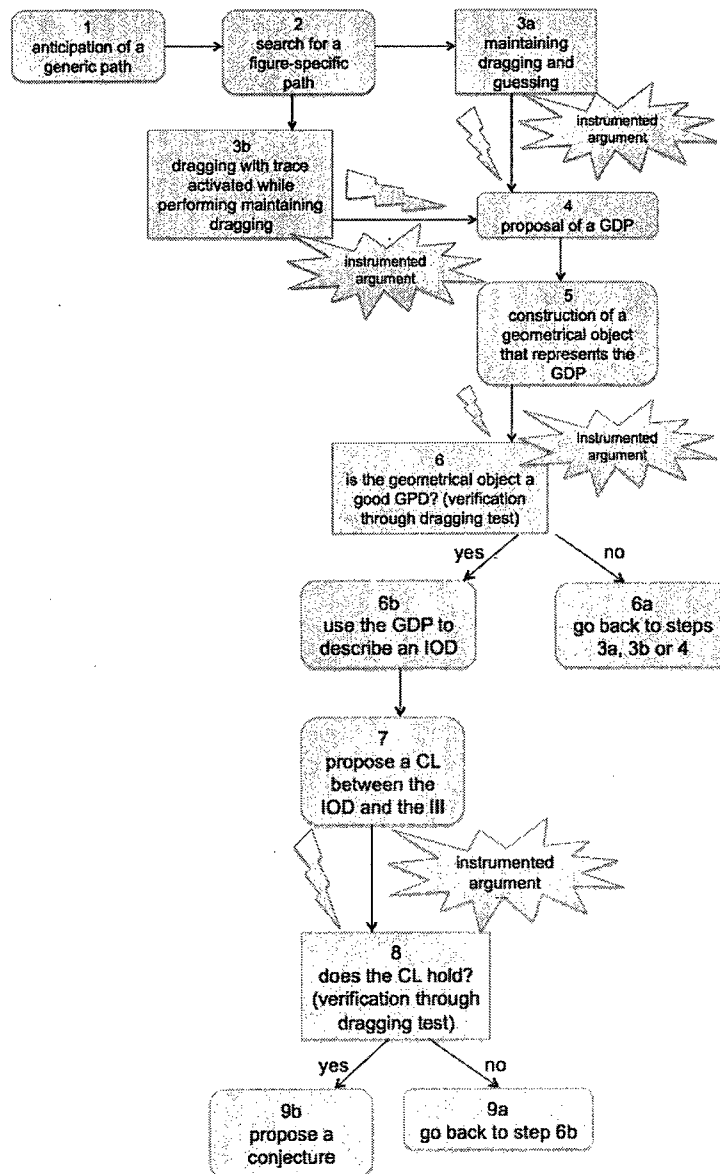 1
anticipation of a
generic path
2
search for a
figure-specific
path
3a
maintaining
dragging and
guessing
instrumented
argument
3b
dragging with trace
activated while
performing maintaining
dragging
instrumented
argument
4
proposal of a GDP
5
construction of a
geometrical object
that represents the
GDP
instrumented
argument
6
is the geometrical object a
good GPD? (verification
through dragging test)
yes
no
6b
use the GDP to
describe an IOD
6a
go back to steps
3a, 3b or 4
7
propose a CL
between the
IOD and the III
instrumented
argument
8
does the CL hold?
(verification through
dragging test)
yes
no
9b
propose a
conjecture
9a
go back to step 6b